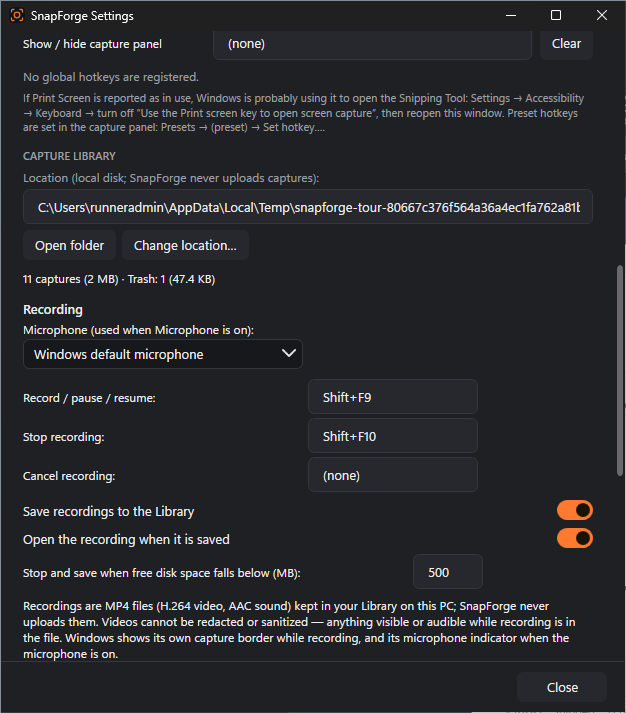 SnapForge Settings
Show / hide capture panel
(none)
Clear
No global hotkeys are registered.
If Print Screen is reported as in use, Windows is probably using it to open the Snipping Tool: Settings → Accessibility
→ Keyboard → turn off "Use the Print screen key to open screen capture", then reopen this window. Preset hotkeys
are set in the capture panel: Presets → (preset) → Set hotkey....
CAPTURE LIBRARY
Location (local disk; SnapForge never uploads captures):
C:\Users\runneradmin\AppData\Local\Temp\snapforge-tour-80667c376f564a36a4ec1fa762a81b
Open folder
Change location...
11 captures (2 MB) · Trash: 1 (47.4 KB)
Recording
Microphone (used when Microphone is on):
Windows default microphone
Record / pause / resume:
Shift+F9
Stop recording:
Shift+F10
Cancel recording:
(none)
Save recordings to the Library
Open the recording when it is saved
Stop and save when free disk space falls below (MB):
500
Recordings are MP4 files (H.264 video, AAC sound) kept in your Library on this PC; SnapForge never
uploads them. Videos cannot be redacted or sanitized — anything visible or audible while recording is in
the file. Windows shows its own capture border while recording, and its microphone indicator when the
microphone is on.
Close